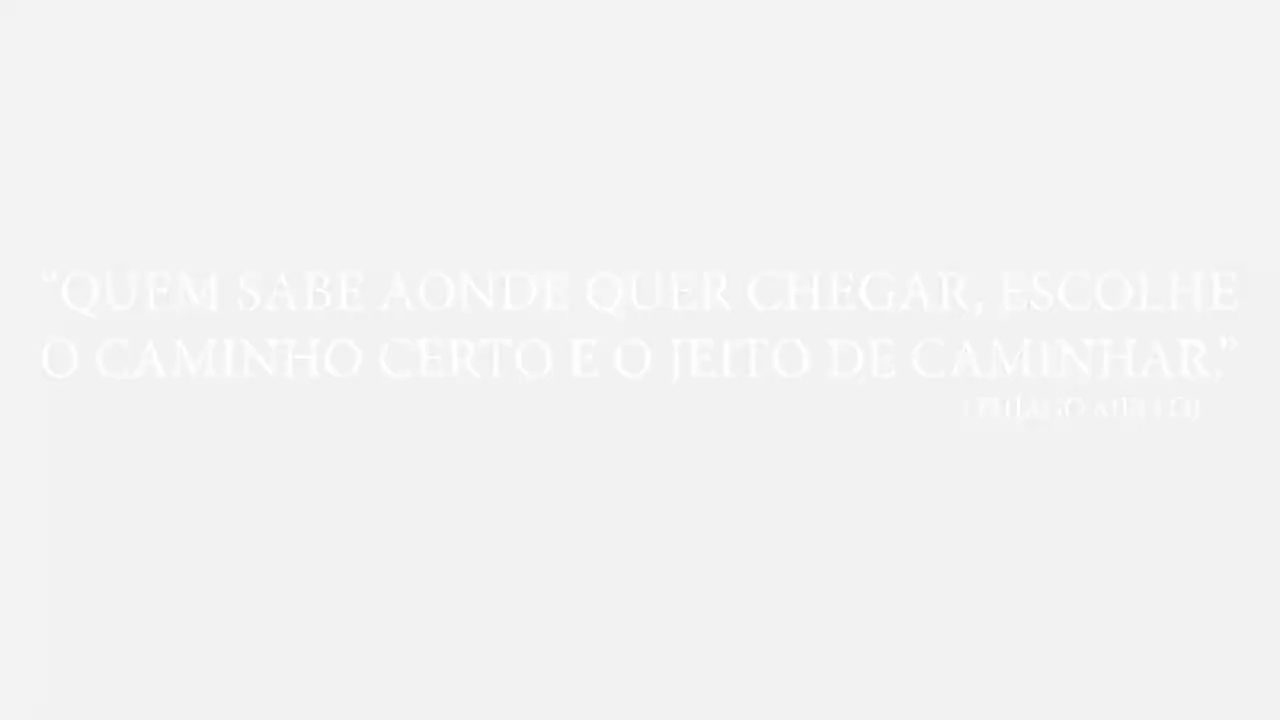 “QUEM SABE AONDE QUER CHEGAR, ESCOLHE
O CAMINHO CERTO E O JEITO DE CAMINHAR.”